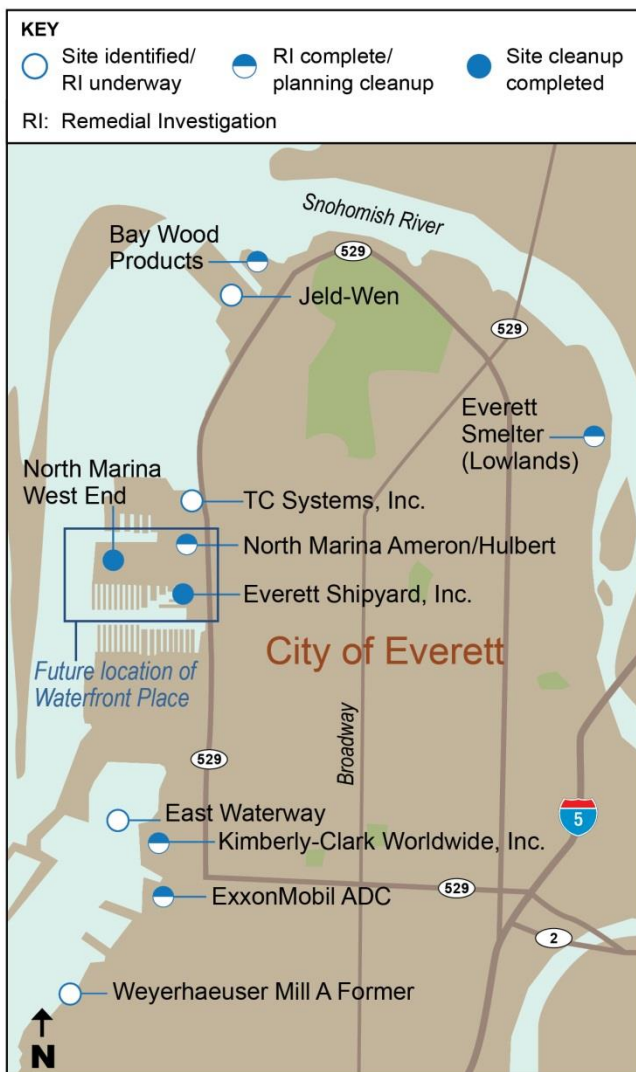 KEY
Site identified/
RI underway
RI complete/
planning cleanup
Site cleanup
completed
RI: Remedial Investigation
Snohomish River
Bay Wood
Products
529
Jeld-Wen
529
Everett
Smelter
(Lowlands)
North Marina
West End
TC Systems, Inc.
North Marina Ameron/Hulbert
Everett Shipyard, Inc.
City of Everett
Future location of
Waterfront Place
Broadway
529
East Waterway
5
Kimberly-Clark Worldwide, Inc.
529
ExxonMobil ADC
2
Weyerhaeuser Mill A Former
N